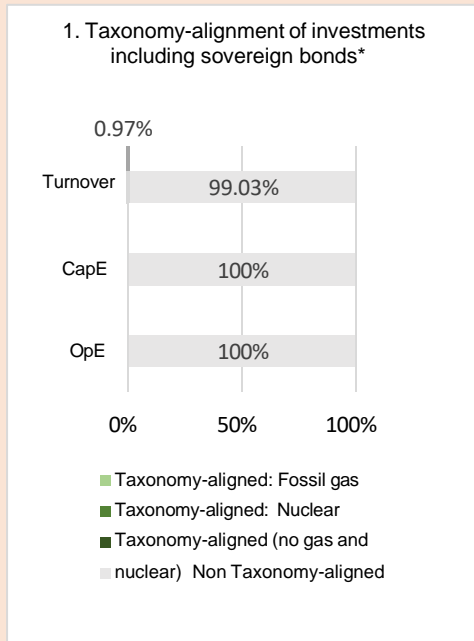 1. Taxonomy-alignment of investments
including sovereign bonds*
0.97%
Turnover
99.03%
CapE
100%
OpE
100%
0% 50% 100%
Taxonomy-aligned: Fossil gas
Taxonomy-aligned: Nuclear
Taxonomy-aligned (no gas and
nuclear) Non Taxonomy-aligned